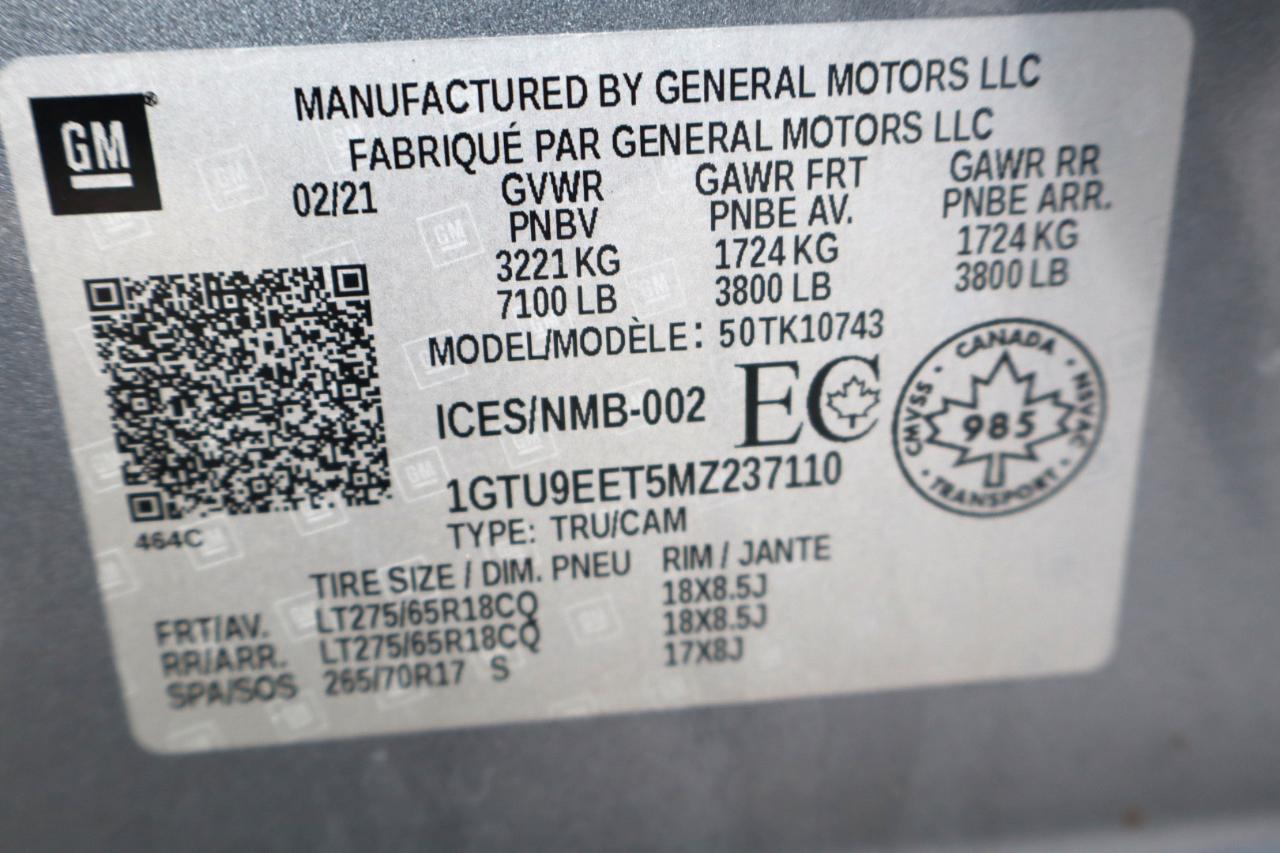 GM®
MANUFACTURED BY GENERAL MOTORS LLC
FABRIQUÉ PAR GENERAL MOTORS LLC
02/21 GVWR GAWR FRT GAWR RR
PNBV PNBE AV. PNBE ARR.
3221 KG 1724 KG 1724 KG
7100 LB 3800 LB 3800 LB
MODEL/MODÈLE: 50TK10743
ICES/NMB-002 EC
CANADA · NSVAC · TRANSPORT · CMVSS ·
985
1GTU9EET5MZ237110
464C
TYPE: TRU/CAM
TIRE SIZE / DIM. PNEU RIM / JANTE
FRT/AV. LT275/65R18CQ 18X8.5J
RR/ARR. LT275/65R18CQ 18X8.5J
SPA/SOS 265/70R17 S 17X8J